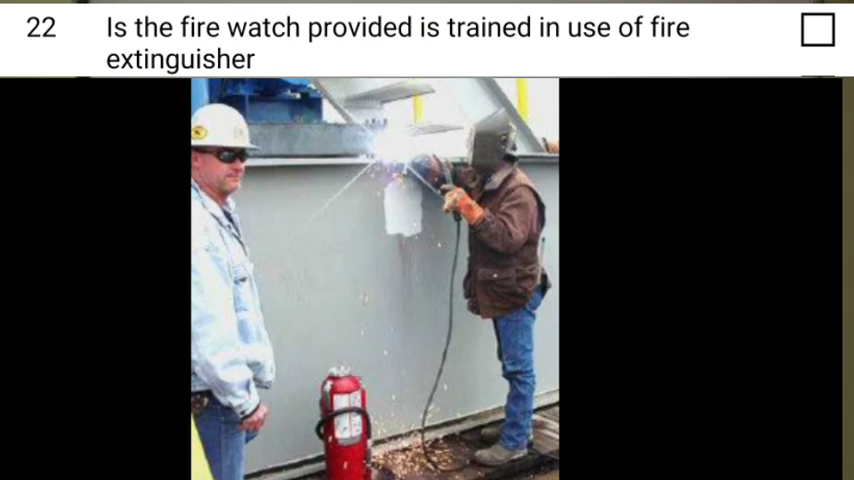 22 Is the fire watch provided is trained in use of fire
extinguisher